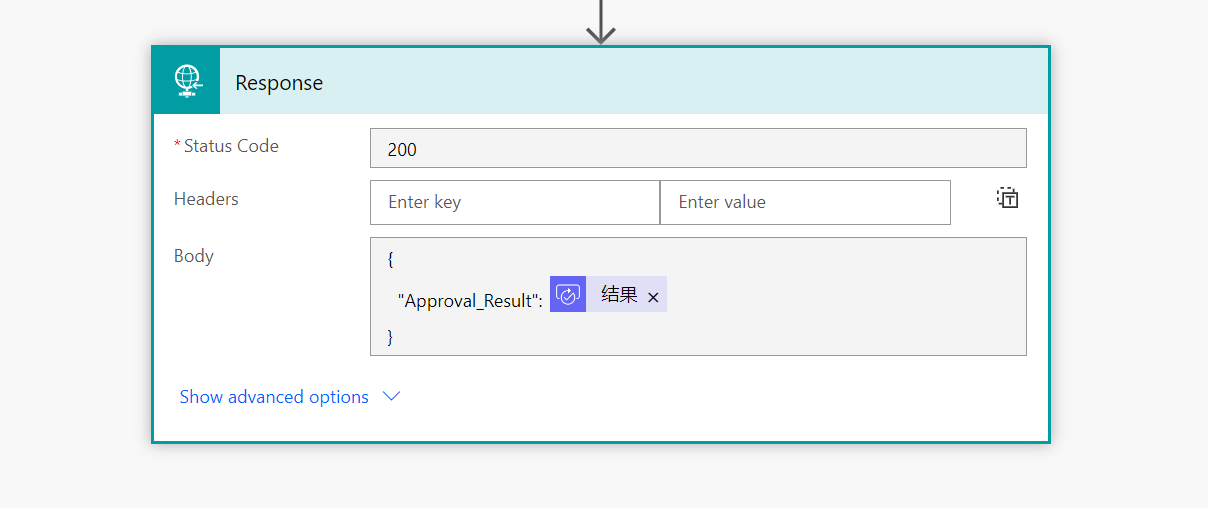 Response
* Status Code
200
Headers
Enter key
Enter value
Body
{
"Approval_Result": 结果 ×
}
Show advanced options